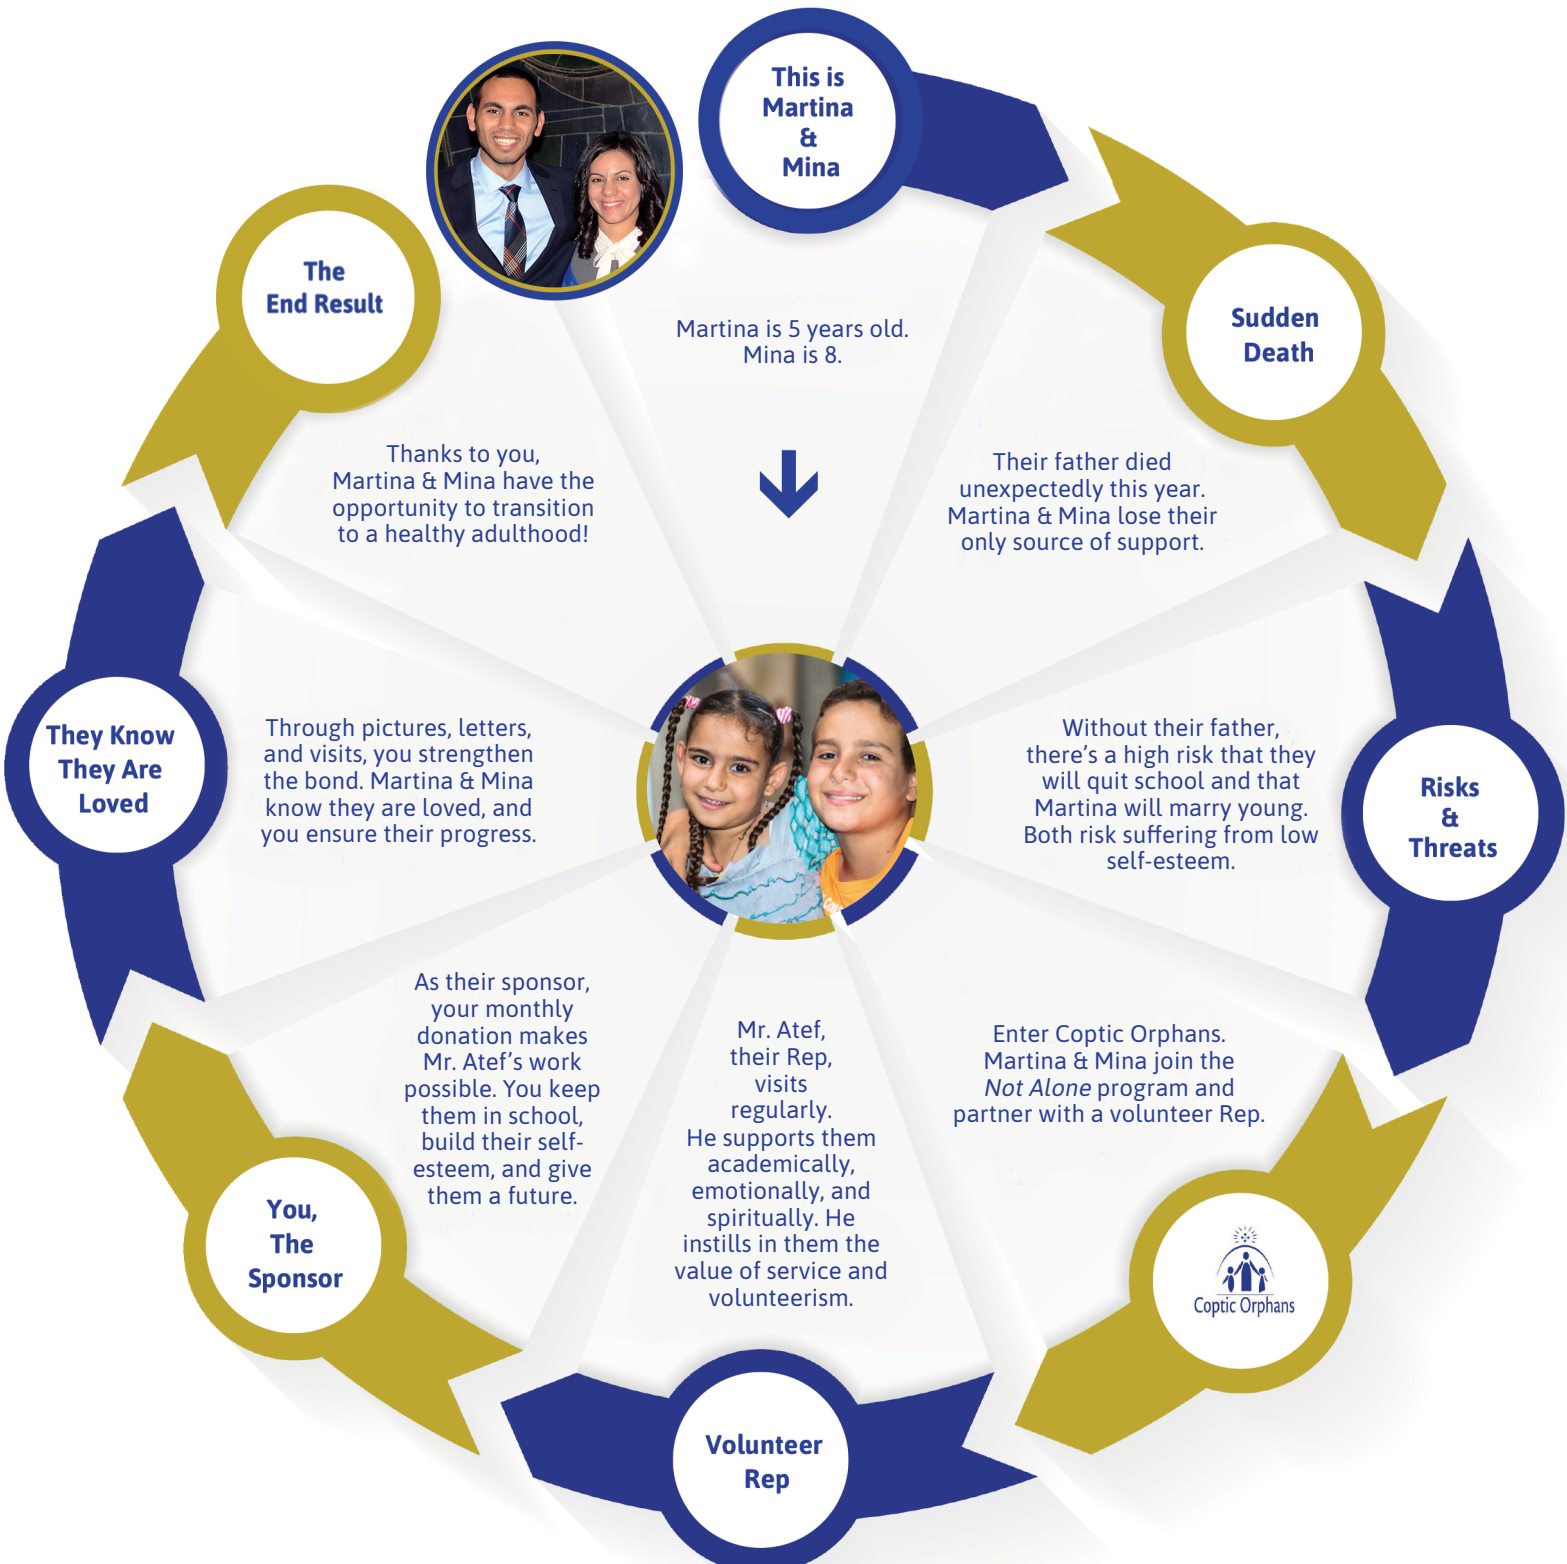 This is
Martina
&
Mina
Martina is 5 years old.
Mina is 8.
Sudden
Death
Their father died
unexpectedly this year.
Martina & Mina lose their
only source of support.
Risks
&
Threats
Without their father,
there's a high risk that they
will quit school and that
Martina will marry young.
Both risk suffering from low
self-esteem.
Coptic Orphans
Enter Coptic Orphans.
Martina & Mina join the
Not Alone program and
partner with a volunteer Rep.
Volunteer
Rep
Mr. Atef,
their Rep,
visits
regularly.
He supports them
academically,
emotionally, and
spiritually. He
instills in them the
value of service and
volunteerism.
You,
The
Sponsor
As their sponsor,
your monthly
donation makes
Mr. Atef's work
possible. You keep
them in school,
build their self-
esteem, and give
them a future.
They Know
They Are
Loved
Through pictures, letters,
and visits, you strengthen
the bond. Martina & Mina
know they are loved, and
you ensure their progress.
The
End Result
Thanks to you,
Martina & Mina have the
opportunity to transition
to a healthy adulthood!